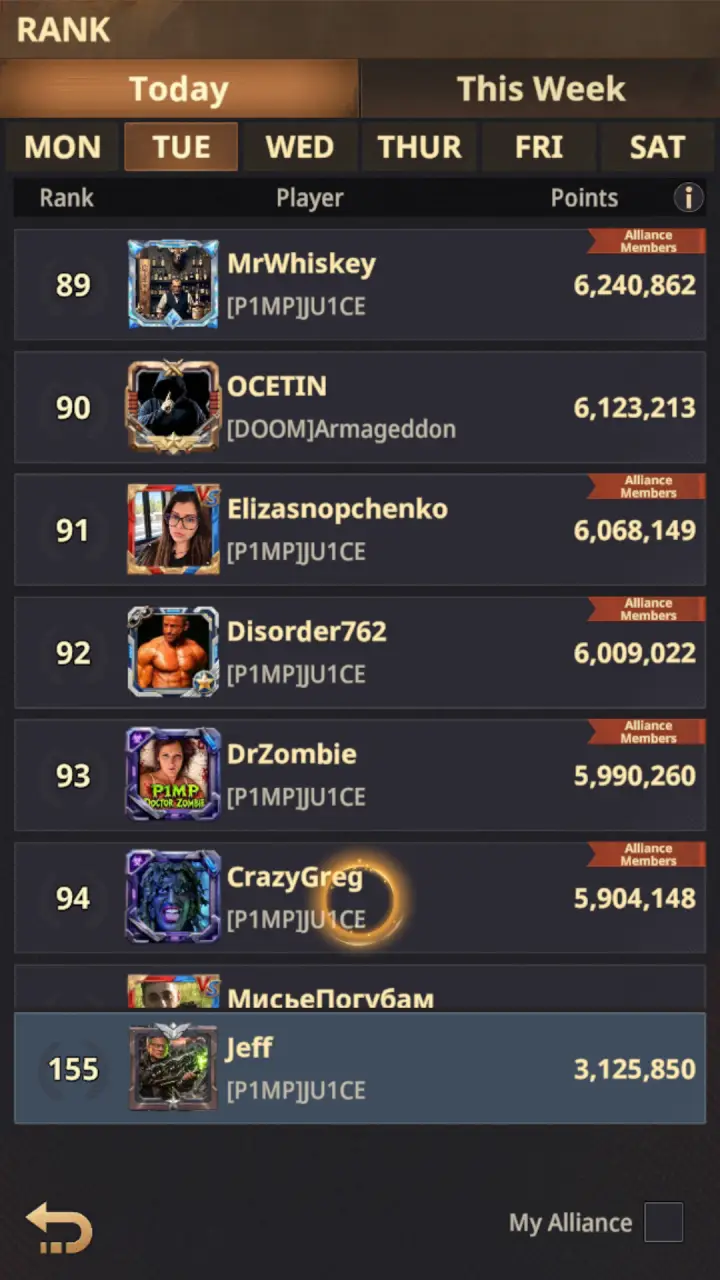 RANK
Today
This Week
MON
TUE
WED
THUR
FRI
SAT
Rank
Player
Points
Alliance
Members
89
MrWhiskey
[P1MP]JU1CE
6,240,862
90
OCETIN
[DOOM]Armageddon
6,123,213
Alliance
Members
91
VS
Elizasnopchenko
[P1MP]JU1CE
6,068,149
Alliance
Members
92
Disorder762
[P1MP]JU1CE
6,009,022
Alliance
Members
93
P1MP
DOCTOR ZOMBIE
DrZombie
[P1MP]JU1CE
5,990,260
Alliance
Members
94
CrazyGreg
[P1MP]JU1CE
5,904,148
VS
МисьеПогубам
155
Jeff
[P1MP]JU1CE
3,125,850
My Alliance